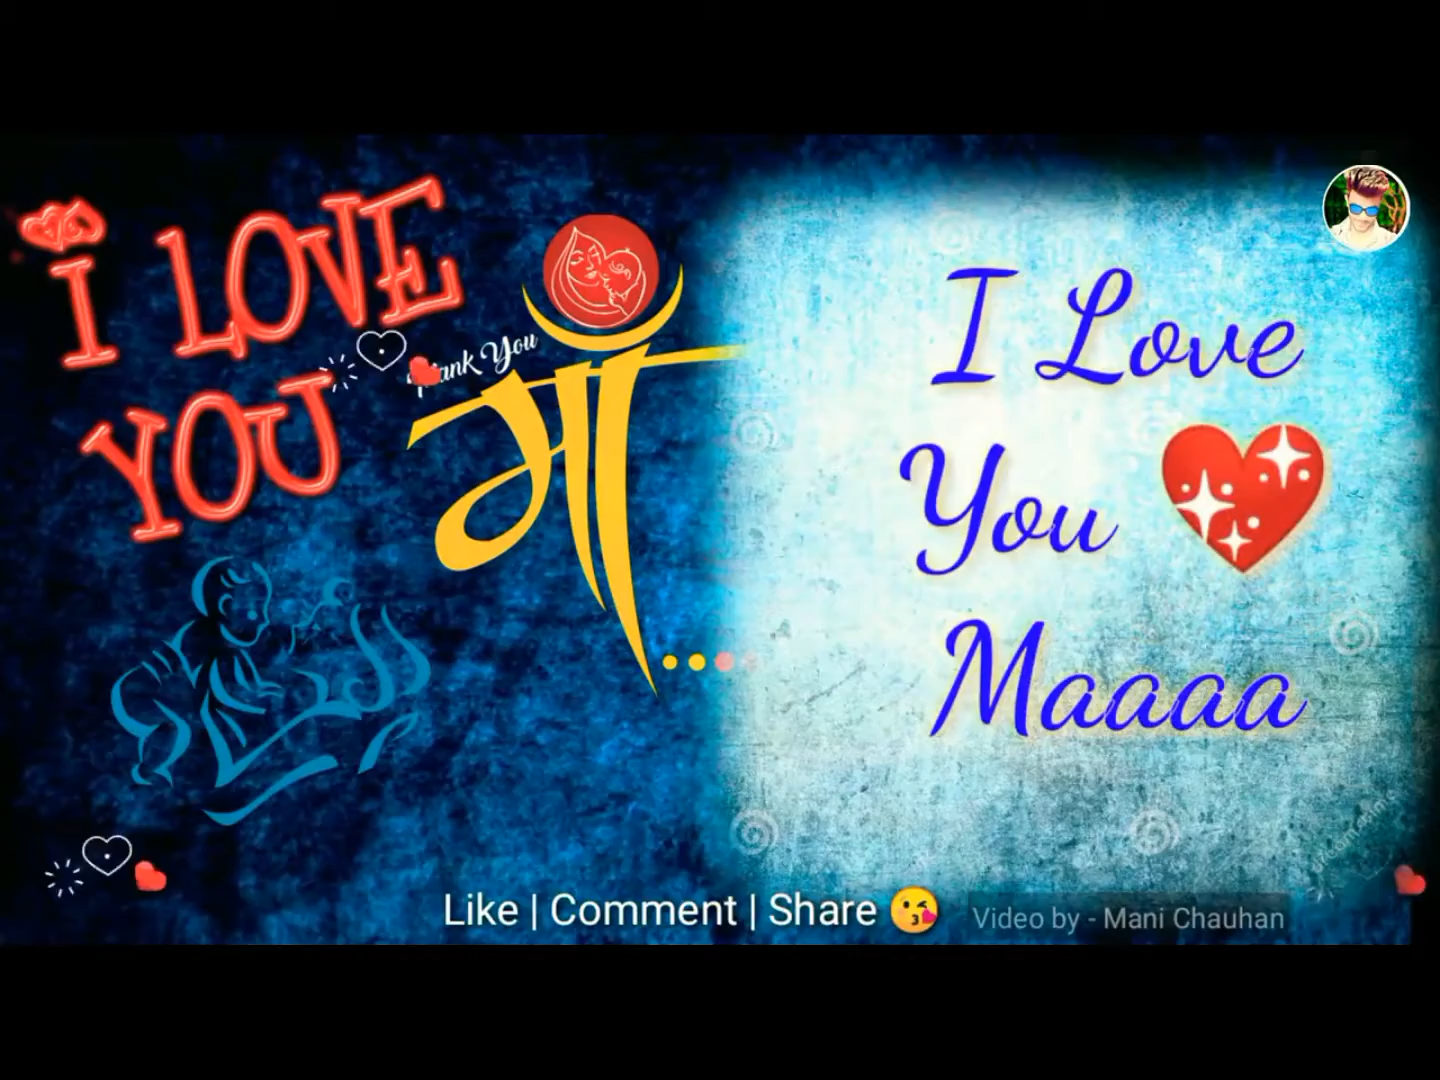 I LOVE
YOU
Thank You
माँ
I Love
You
Maaaa
Like | Comment | Share
Video by - Mani Chauhan